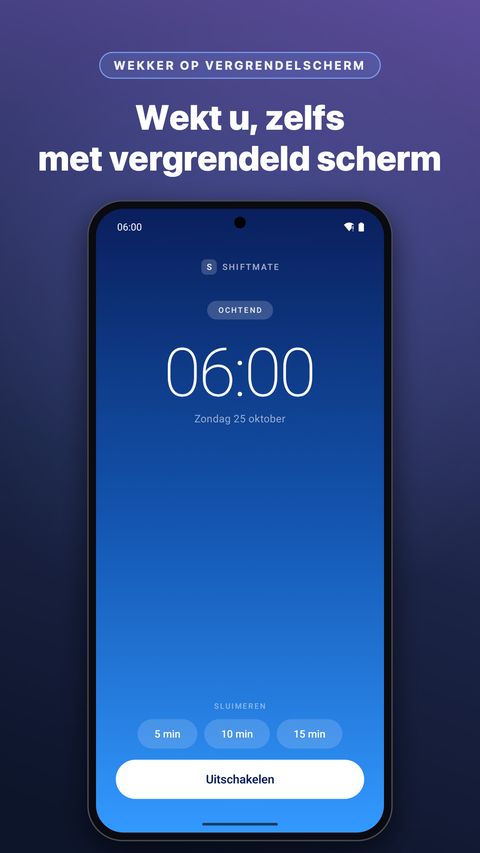 WEKKER OP VERGRENDELSCHERM
Wekt u, zelfs
met vergrendeld scherm
06:00
S SHIFTMATE
OCHTEND
06:00
Zondag 25 oktober
SLUIMEREN
5 min 10 min 15 min
Uitschakelen